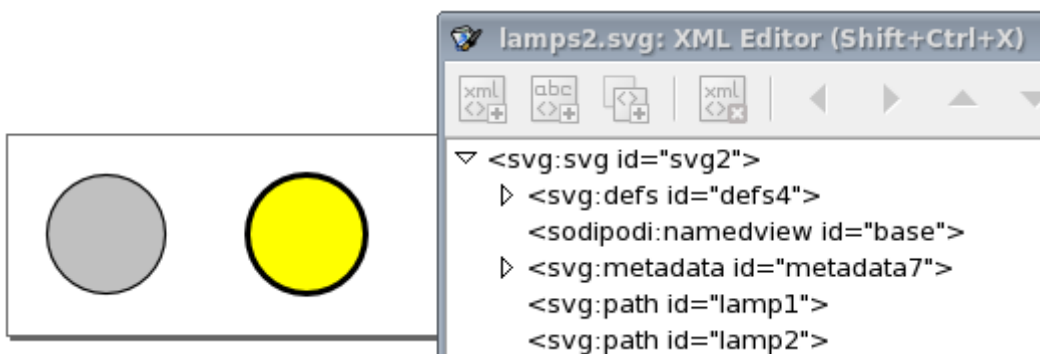 lamps2.svg: XML Editor (Shift+Ctrl+X)
xml abc xml
<svg:svg id="svg2">
<svg:defs id="defs4">
<sodipodi:namedview id="base">
<svg:metadata id="metadata7">
<svg:path id="lamp1">
<svg:path id="lamp2">